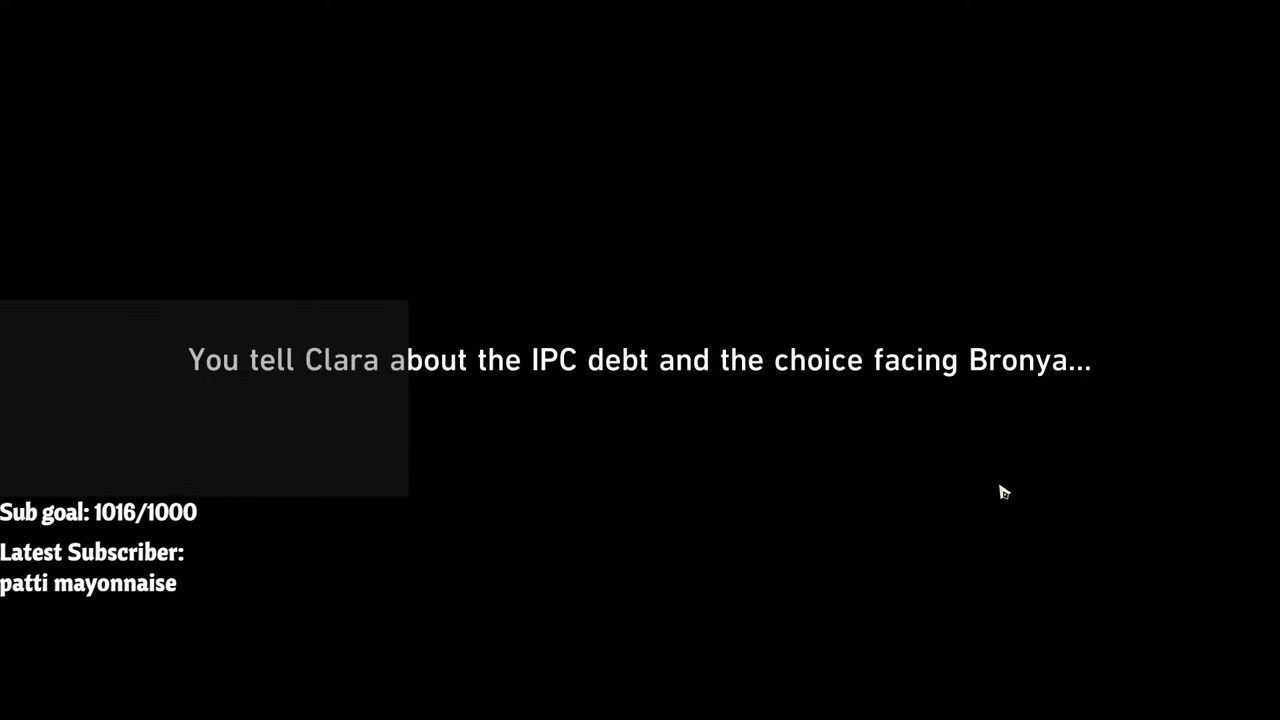 You tell Clara about the IPC debt and the choice facing Bronya...
Sub goal: 1016/1000
Latest Subscriber:
patti mayonnaise